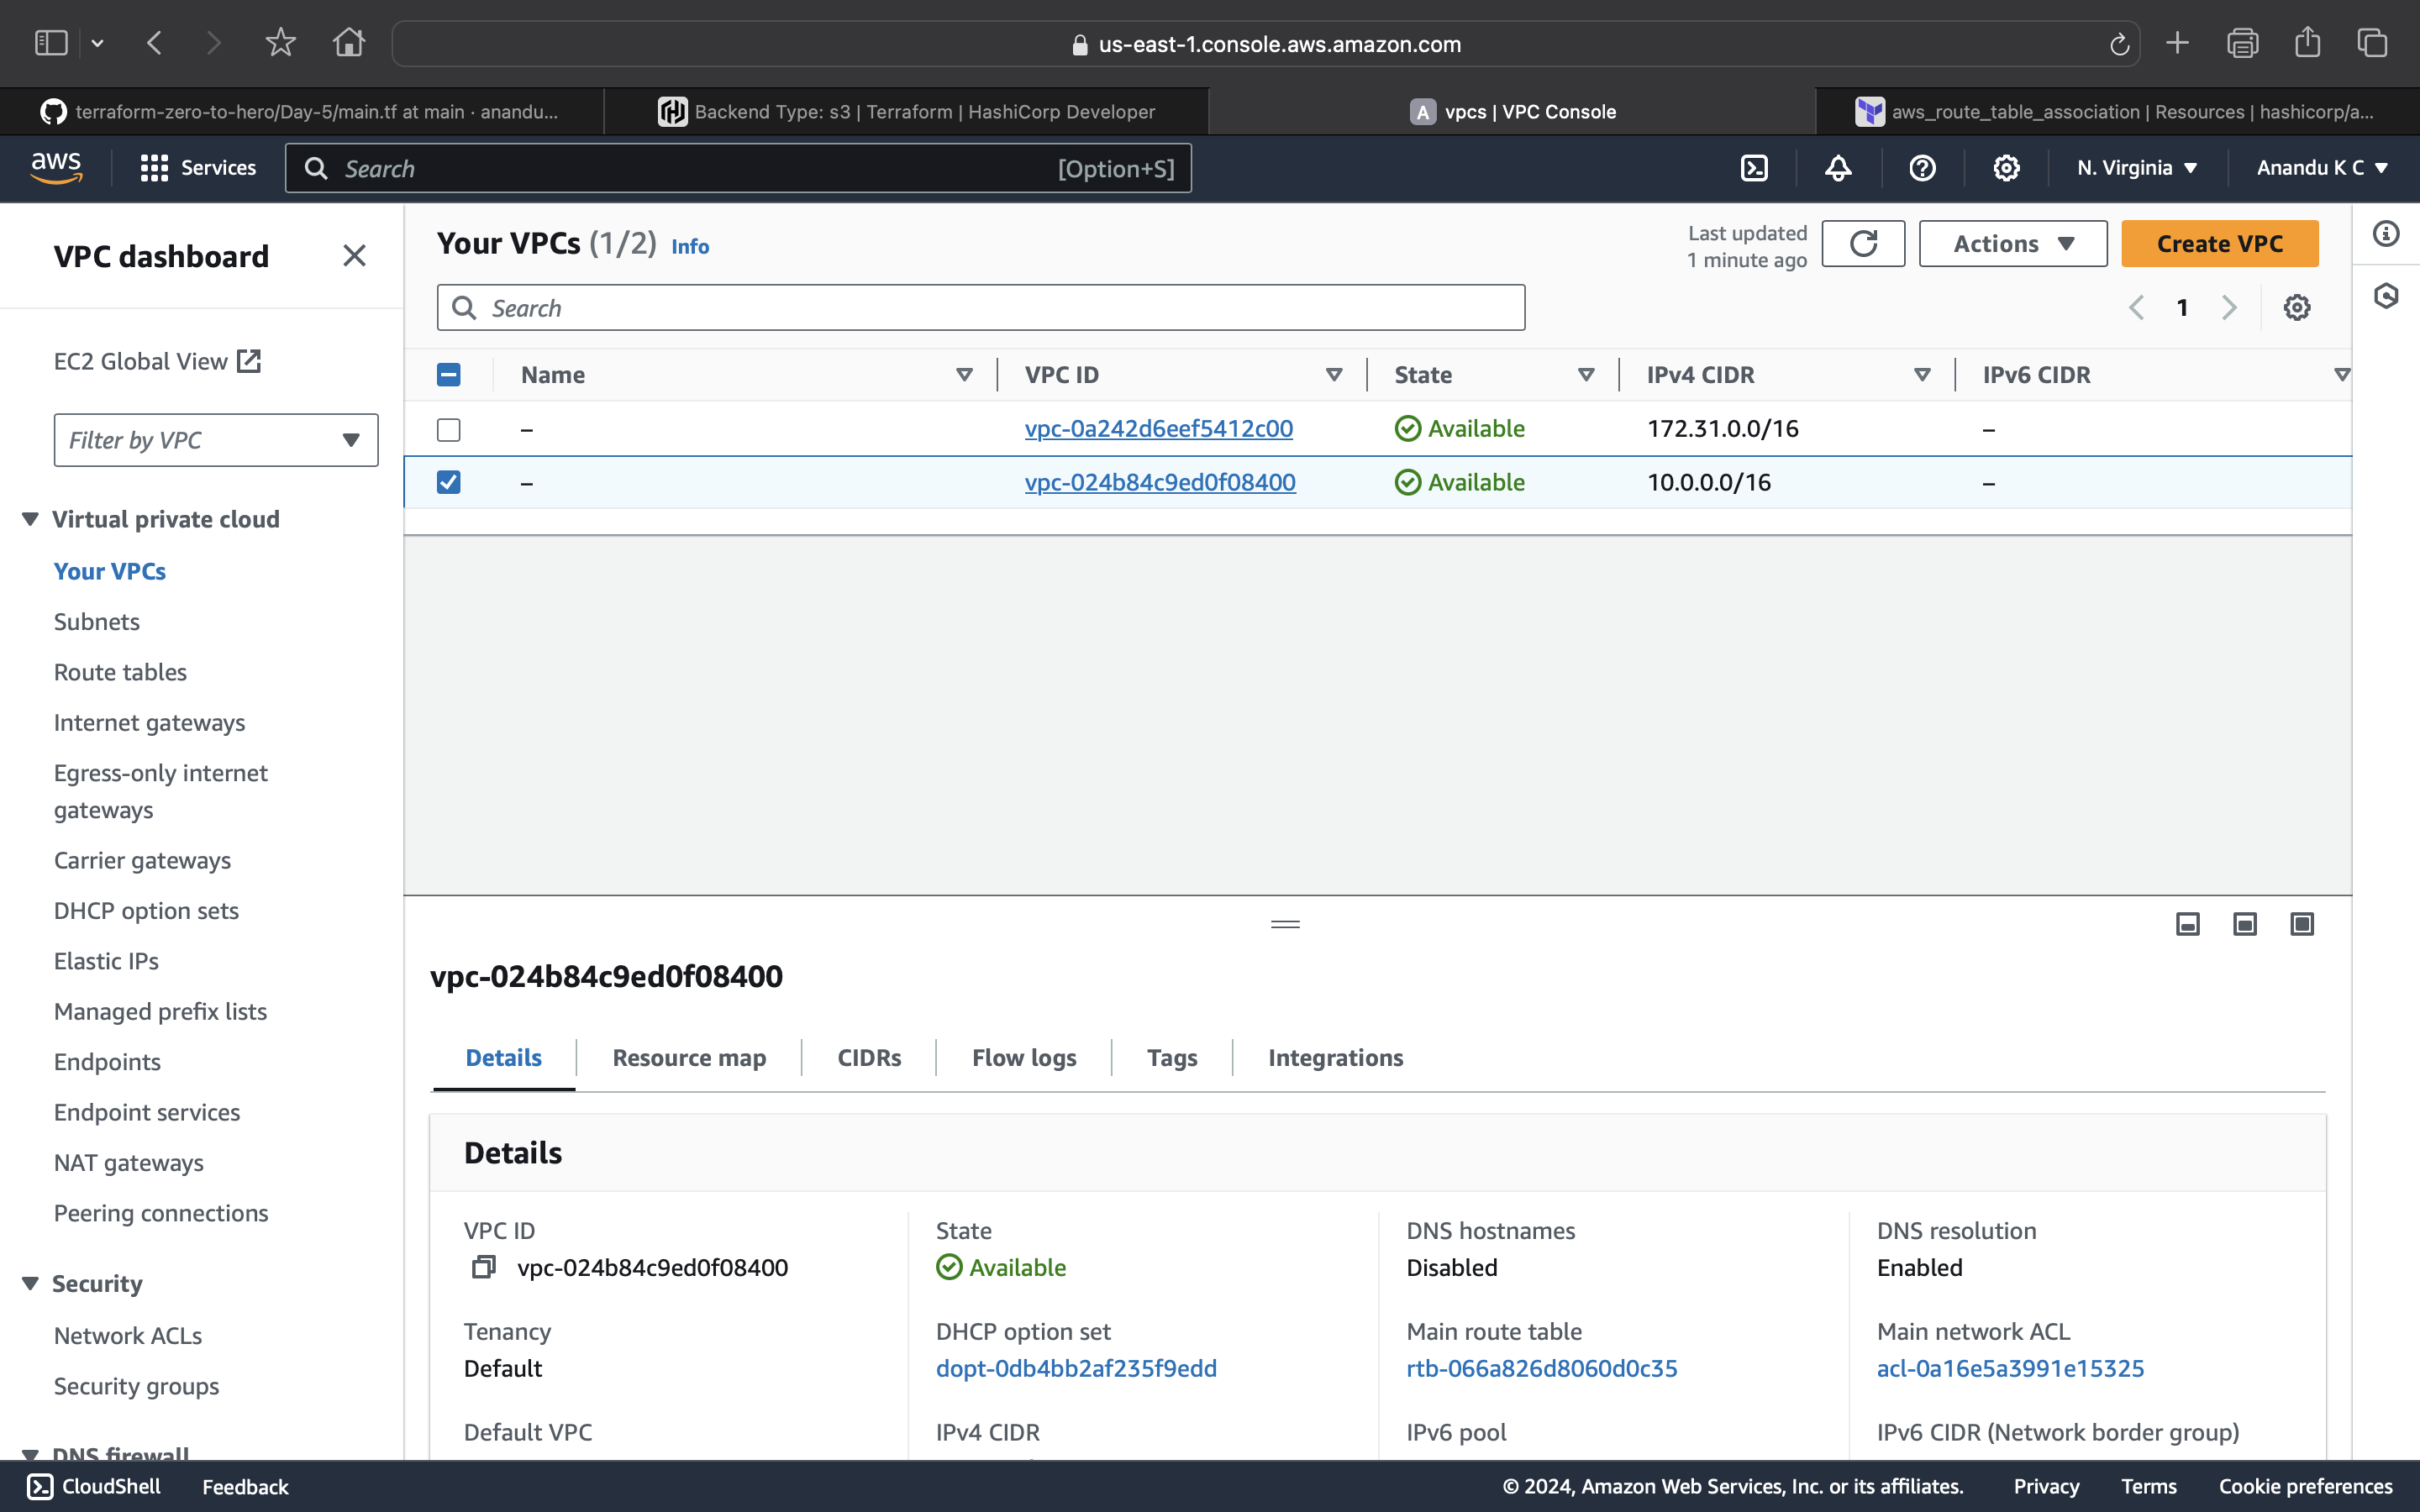 us-east-1.console.aws.amazon.com
terraform-zero-to-hero/Day-5/main.tf at main · anandu...
Backend Type: s3 | Terraform | HashiCorp Developer
A vpcs | VPC Console
aws_route_table_association | Resources | hashicorp/a...
aws Services Search [Option+S] N. Virginia Anandu K C
VPC dashboard
EC2 Global View
Filter by VPC
Virtual private cloud
Your VPCs
Subnets
Route tables
Internet gateways
Egress-only internet
gateways
Carrier gateways
DHCP option sets
Elastic IPs
Managed prefix lists
Endpoints
Endpoint services
NAT gateways
Peering connections
Security
Network ACLs
Security groups
DNS firewall
Your VPCs (1/2) Info
Last updated
1 minute ago
Actions
Create VPC
Search
1
Name VPC ID State IPv4 CIDR IPv6 CIDR
– vpc-0a242d6eef5412c00 Available 172.31.0.0/16 –
– vpc-024b84c9ed0f08400 Available 10.0.0.0/16 –
vpc-024b84c9ed0f08400
Details Resource map CIDRs Flow logs Tags Integrations
Details
VPC ID
vpc-024b84c9ed0f08400
State
Available
DNS hostnames
Disabled
DNS resolution
Enabled
Tenancy
Default
DHCP option set
dopt-0db4bb2af235f9edd
Main route table
rtb-066a826d8060d0c35
Main network ACL
acl-0a16e5a3991e15325
Default VPC
IPv4 CIDR
IPv6 pool
IPv6 CIDR (Network border group)
CloudShell Feedback © 2024, Amazon Web Services, Inc. or its affiliates. Privacy Terms Cookie preferences